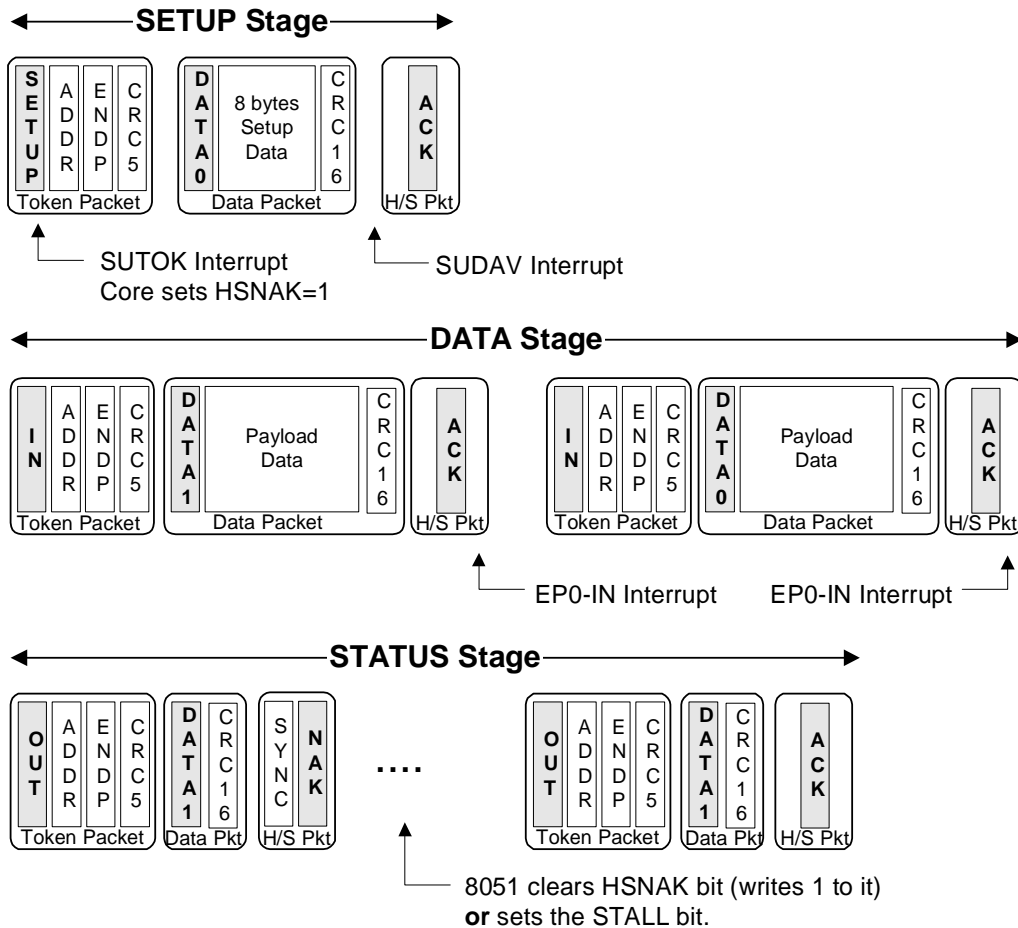 SETUP Stage
SETUP ADDR ENDP CRC5
Token Packet
DATA0 8 bytes Setup Data CRC16
Data Packet
ACK
H/S Pkt
SUTOK Interrupt
Core sets HSNAK=1
SUDAV Interrupt
DATA Stage
IN ADDR ENDP CRC5
Token Packet
DATA1 Payload Data CRC16
Data Packet
ACK
H/S Pkt
IN ADDR ENDP CRC5
Token Packet
DATA0 Payload Data CRC16
Data Packet
ACK
H/S Pkt
EP0-IN Interrupt
EP0-IN Interrupt
STATUS Stage
OUT ADDR ENDP CRC5
Token Packet
DATA1 CRC16
Data Pkt
SYNC NAK
H/S Pkt
....
OUT ADDR ENDP CRC5
Token Packet
DATA1 CRC16
Data Pkt
ACK
H/S Pkt
8051 clears HSNAK bit (writes 1 to it)
or sets the STALL bit.